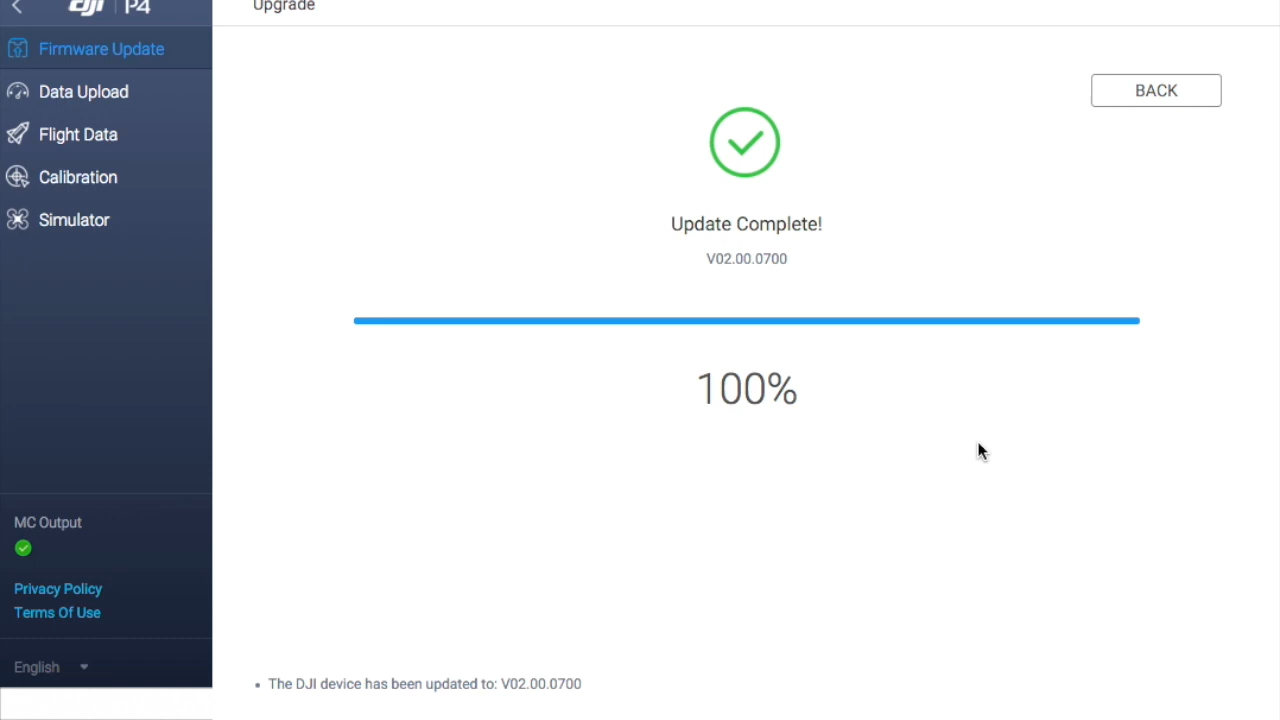 dji P4
Firmware Update
Data Upload
Flight Data
Calibration
Simulator
MC Output
Privacy Policy
Terms Of Use
English
Upgrade
BACK
Update Complete!
V02.00.0700
100%
• The DJI device has been updated to: V02.00.0700